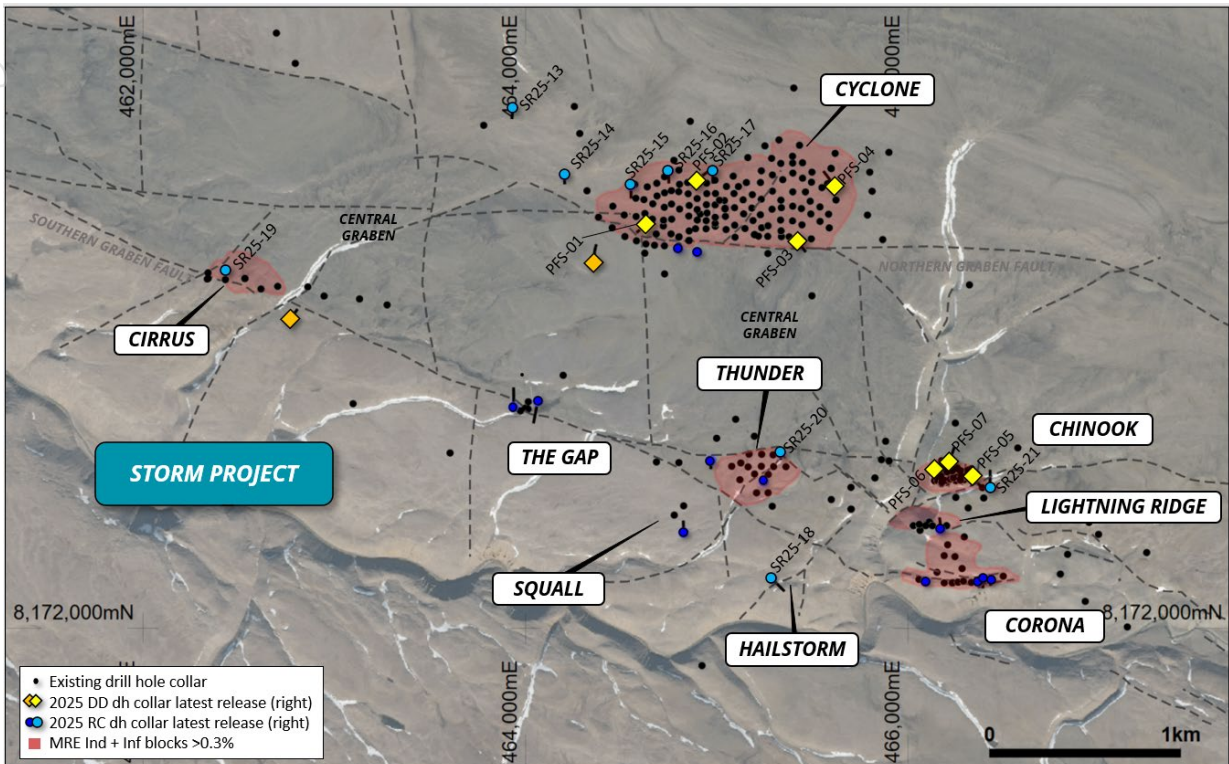 462,000mE
464,000mE
000mE
SR25-13
CYCLONE
SR25-14
SR25-15
SR25-16
PFS-02
SR25-17
PFS-04
CENTRAL
GRABEN
SOUTHERN GRABEN FAULT
SR25-19
PFS-01
PFS-03
NORTHERN GRABEN FAULT
CIRRUS
CENTRAL
GRABEN
THUNDER
SR25-20
CHINOOK
PFS-07
PFS-05
PFS-06
SR25-21
STORM PROJECT
THE GAP
LIGHTNING RIDGE
SR25-18
SQUALL
8,172,000mN
8,172,000mN
CORONA
HAILSTORM
Existing drill hole collar
2025 DD dh collar latest release (right)
2025 RC dh collar latest release (right)
MRE Ind + Inf blocks >0.3%
464,000mE
466,000mE
0 1km